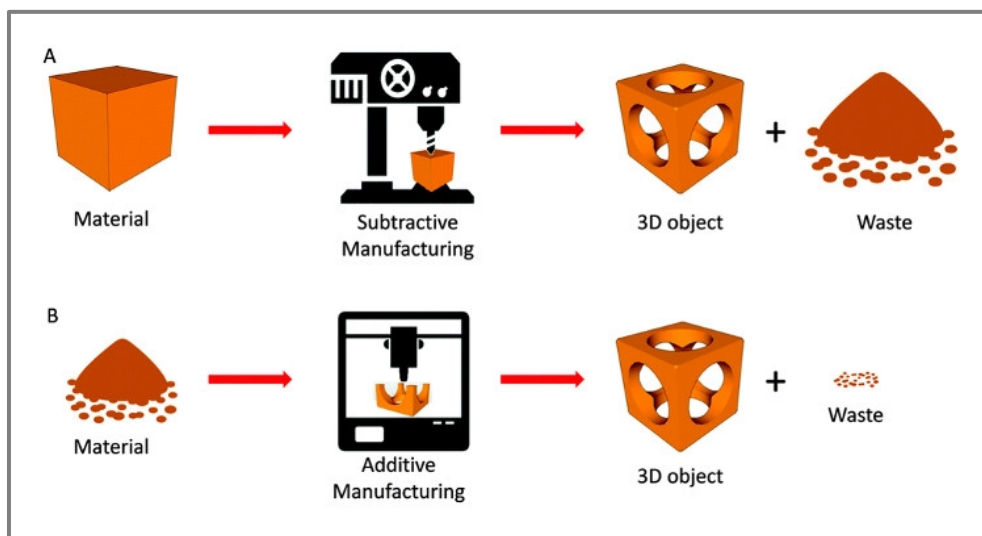 A
Material
Subtractive
Manufacturing
3D object
+
Waste
B
Material
Additive
Manufacturing
3D object
+
Waste